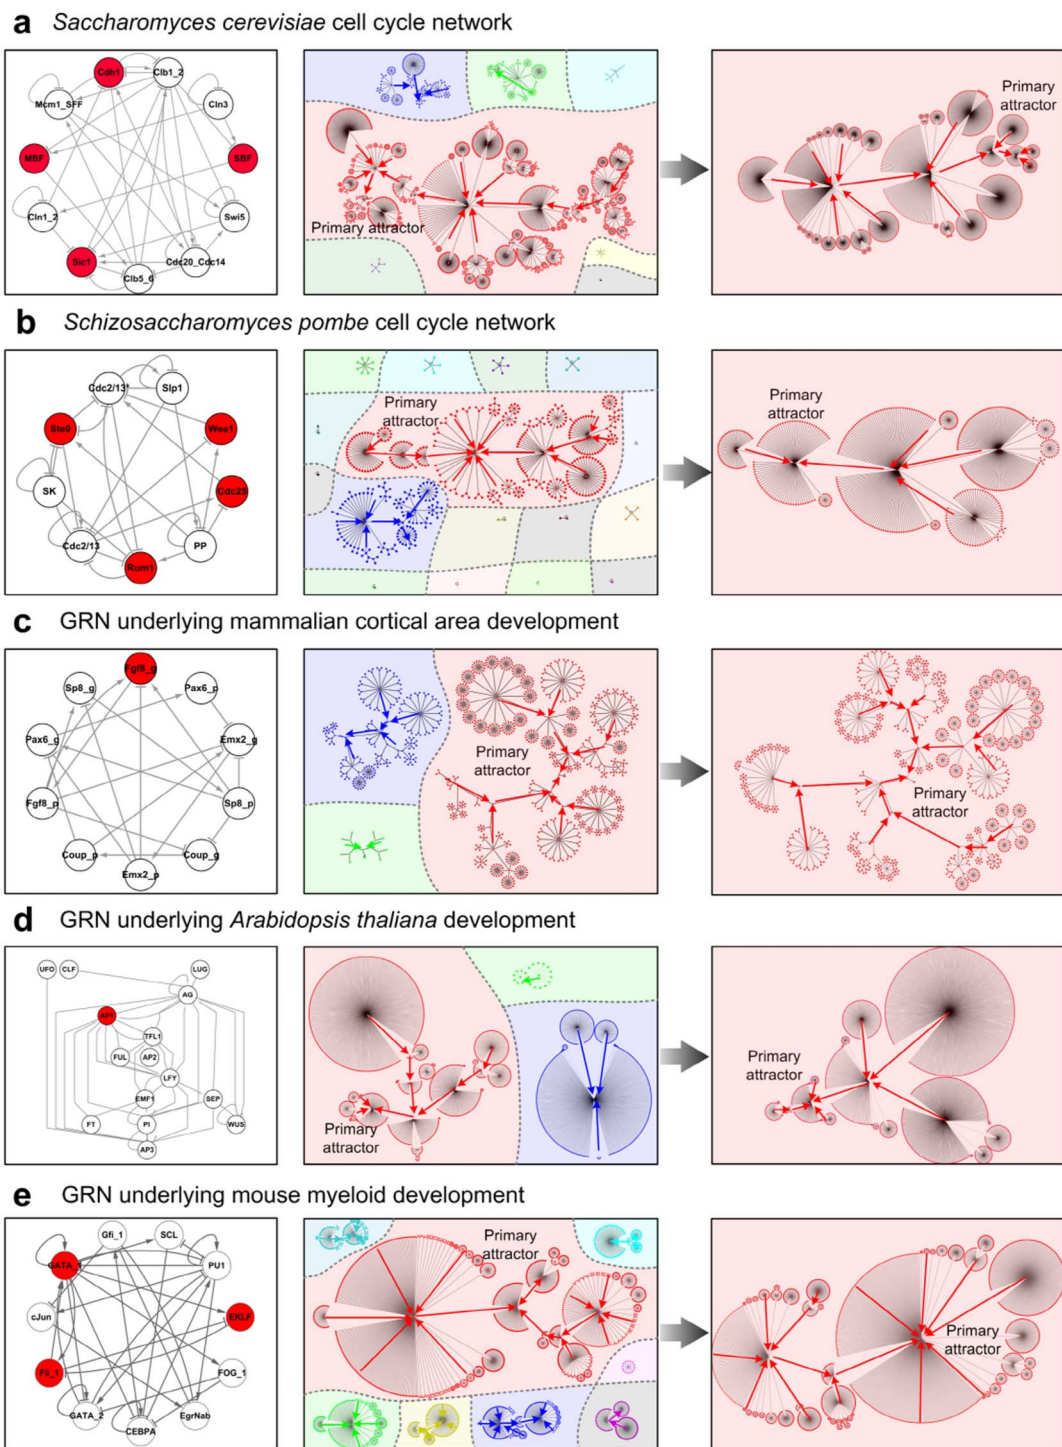 a Saccharomyces cerevisiae cell cycle network
Cdh1
Clb1_2
Mcm1_SFF
Cln3
MBF
SBF
Cln1_2
Swi5
Sic1
Cdc20_Cdc14
Clb5_6
Primary attractor
Primary
attractor
b Schizosaccharomyces pombe cell cycle network
Cdc2/13*
Slp1
Ste9
Wee1
SK
Cdc25
Cdc2/13
PP
Rum1
Primary
attractor
Primary
attractor
c GRN underlying mammalian cortical area development
Fgf8_g
Sp8_g
Pax6_p
Pax6_g
Emx2_g
Fgf8_p
Sp8_p
Coup_p
Coup_g
Emx2_p
Primary
attractor
Primary
attractor
d GRN underlying Arabidopsis thaliana development
UFO
CLF
LUG
AG
AP1
TFL1
FUL
AP2
LFY
EMF1
SEP
FT
PI
WUS
AP3
Primary
attractor
Primary
attractor
e GRN underlying mouse myeloid development
Gfi_1
SCL
GATA_1
PU1
cJun
EKLF
Fli_1
FOG_1
GATA_2
EgrNab
CEBPA
Primary
attractor
Primary
attractor